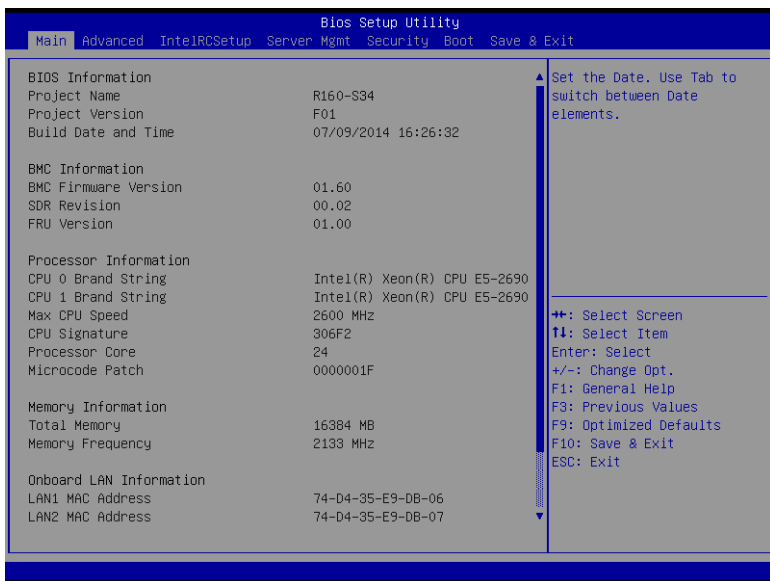 Bios Setup Utility
Main Advanced IntelRCSetup Server Mgmt Security Boot Save & Exit
BIOS Information
Project Name R160-S34
Project Version F01
Build Date and Time 07/09/2014 16:26:32
BMC Information
BMC Firmware Version 01.60
SDR Revision 00.02
FRU Version 01.00
Processor Information
CPU 0 Brand String Intel(R) Xeon(R) CPU E5-2690
CPU 1 Brand String Intel(R) Xeon(R) CPU E5-2690
Max CPU Speed 2600 MHz
CPU Signature 306F2
Processor Core 24
Microcode Patch 0000001F
Memory Information
Total Memory 16384 MB
Memory Frequency 2133 MHz
Onboard LAN Information
LAN1 MAC Address 74-D4-35-E9-DB-06
LAN2 MAC Address 74-D4-35-E9-DB-07
Set the Date. Use Tab to
switch between Date
elements.
→←: Select Screen
↑↓: Select Item
Enter: Select
+/-: Change Opt.
F1: General Help
F3: Previous Values
F9: Optimized Defaults
F10: Save & Exit
ESC: Exit